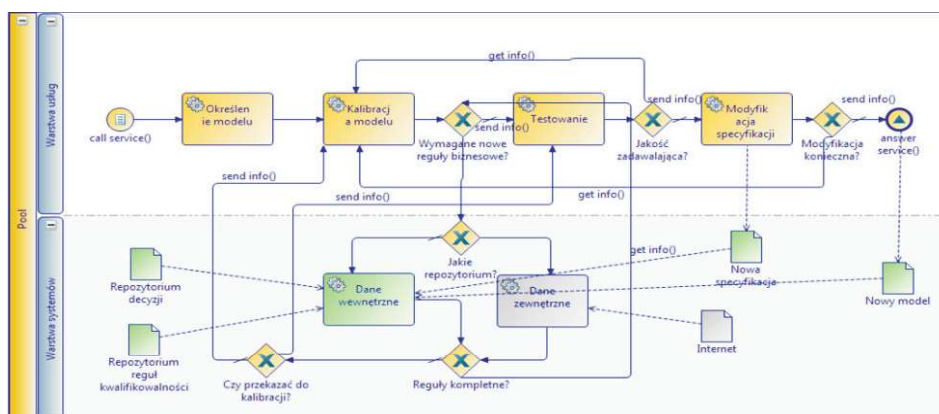 Pool
Warstwa usług
Warstwa systemów
get info()
Określen
ie modelu
Kalibracj
a modelu
Testowanie
Modyfik
acja
specyfikacji
send info()
send info()
send info()
call service()
Wymagane nowe
reguły biznesowe?
Jakość
zadawalająca?
Modyfikacja
konieczna?
answer
service()
send info()
send info()
get info()
Jakie
repozytorium?
get info()
Nowa
specyfikacja
Nowy model
Repozytorium
decyzji
Dane
wewnętrzne
Dane
zewnętrzne
Repozytorium
reguł
kwalifikowalności
Internet
Czy przekazać do
kalibracji?
Reguły kompletne?